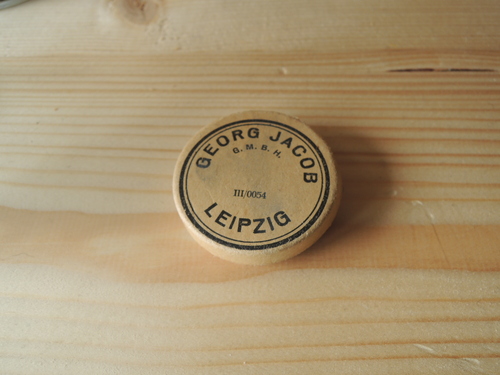 GEORG JACOB
G. M. B. H.
III/0054
LEIPZIG